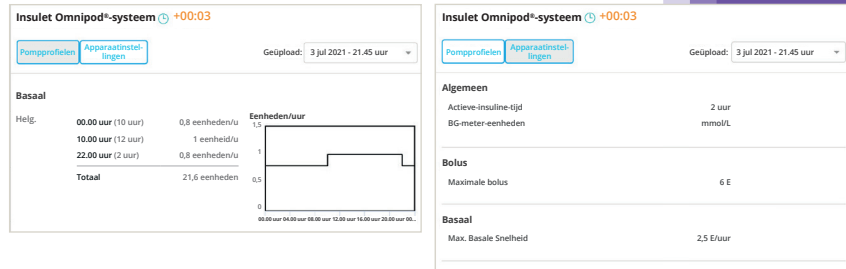 Insulet Omnipod®-systeem +00:03
Pompprofielen
Apparaatinstel-
lingen
Geüpload: 3 jul 2021 - 21.45 uur
Basaal
Helg.
00.00 uur (10 uur) 0,8 eenheden/u
10.00 uur (12 uur) 1 eenheid/u
22.00 uur (2 uur) 0,8 eenheden/u
Totaal 21,6 eenheden
Eenheden/uur
1,5
1
0,5
0
00.00 uur 04.00 uur 08.00 uur 12.00 uur 16.00 uur 20.00 uur 00...
Insulet Omnipod®-systeem +00:03
Pompprofielen
Apparaatinstel-
lingen
Geüpload: 3 jul 2021 - 21.45 uur
Algemeen
Actieve-insuline-tijd 2 uur
BG-meter-eenheden mmol/L
Bolus
Maximale bolus 6 E
Basaal
Max. Basale Snelheid 2,5 E/uur